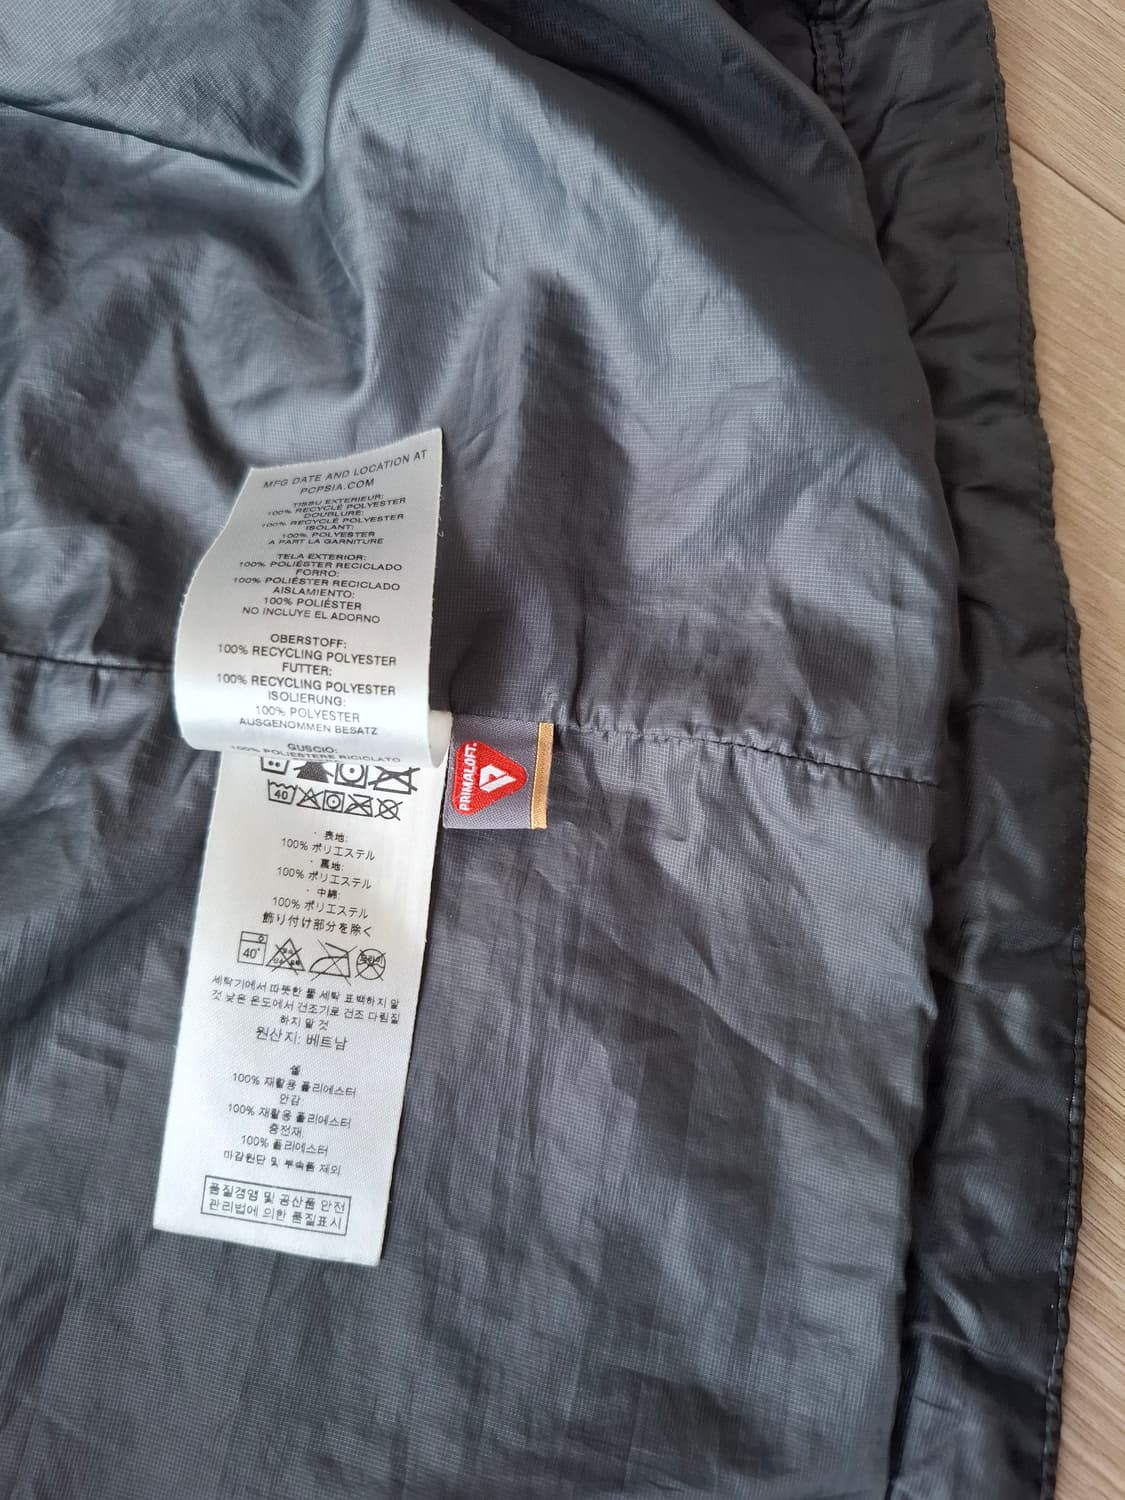 MFG DATE AND LOCATION AT
PCPSIA.COM
TISSU EXTERIEUR:
100% RECYCLÉ POLYESTER
DOUBLURE:
100% RECYCLÉ POLYESTER
ISOLANT:
100% POLYESTER
A PART LA GARNITURE
TELA EXTERIOR:
100% POLIÉSTER RECICLADO
FORRO:
100% POLIÉSTER RECICLADO
AISLAMIENTO:
100% POLIÉSTER
NO INCLUYE EL ADORNO
OBERSTOFF:
100% RECYCLING POLYESTER
FUTTER:
100% RECYCLING POLYESTER
ISOLIERUNG:
100% POLYESTER
AUSGENOMMEN BESATZ
GUSCIO:
100% POLIESTERE RICICLATO
PRIMALOFT.
40
・表地:
100% ポリエステル
・裏地:
100% ポリエステル
・中綿:
100% ポリエステル
飾り付け部分を除く
40°
세탁기에서 따뜻한 물 세탁 표백하지 말
것 낮은 온도에서 건조기로 건조 다림질
하지 말 것
원산지: 베트남
셸
100% 재활용 폴리에스터
안감:
100% 재활용 폴리에스터
충전재:
100% 폴리에스터
마감원단 및 부속품 제외
품질경영 및 공산품 안전
관리법에 의한 품질표시